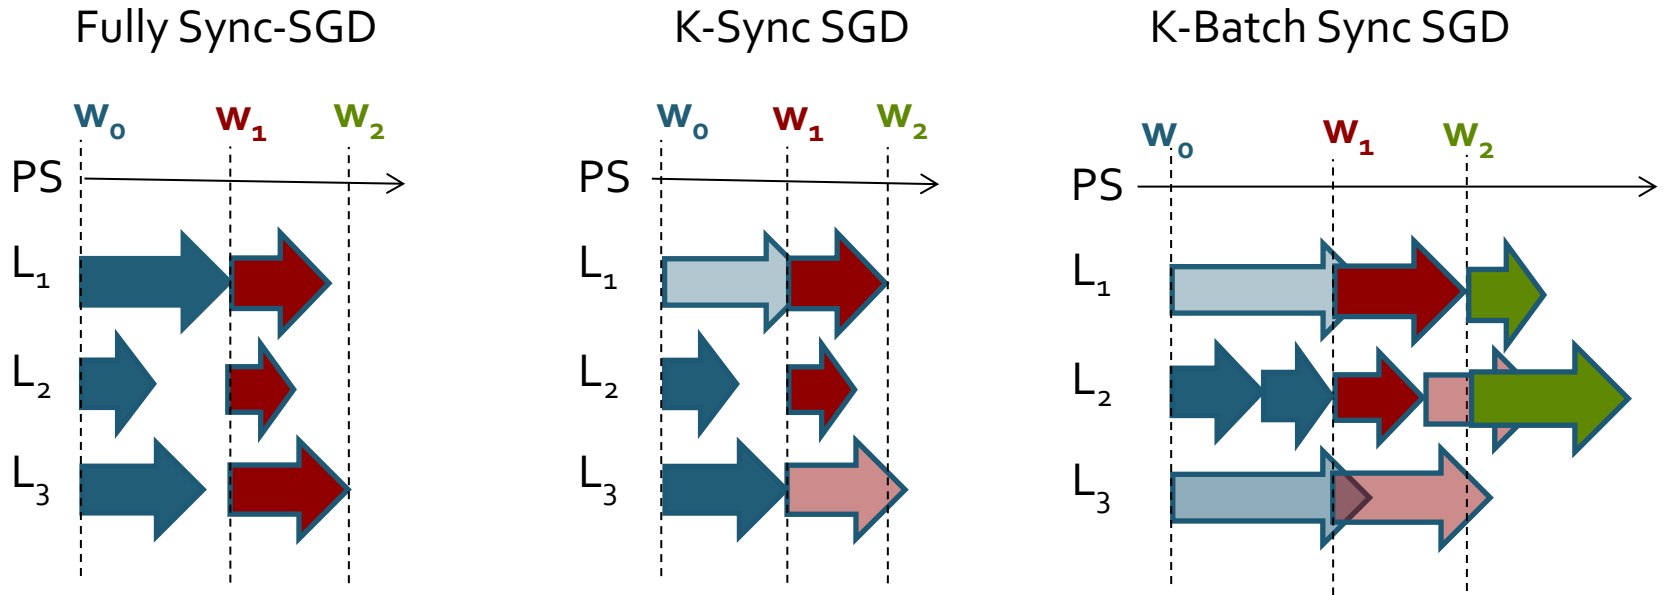 Fully Sync-SGD
w₀ w₁ w₂
PS
L₁
L₂
L₃
K-Sync SGD
w₀ w₁ w₂
PS
L₁
L₂
L₃
K-Batch Sync SGD
w₀ w₁ w₂
PS
L₁
L₂
L₃